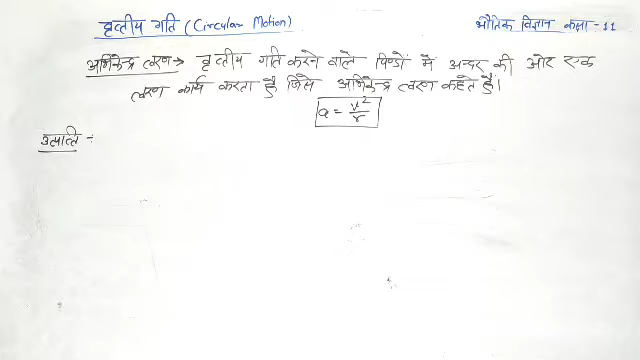 वृत्तीय गति (Circular Motion)
भौतिक विज्ञान कक्षा - 11
अभिकेन्द्र त्वरण → वृत्तीय गति करने वाले पिण्डों में अन्दर की ओर एक
त्वरण कार्य करता है जिसे अभिकेन्द्र त्वरण कहते हैं।
a = v²/r
उत्पत्ति -